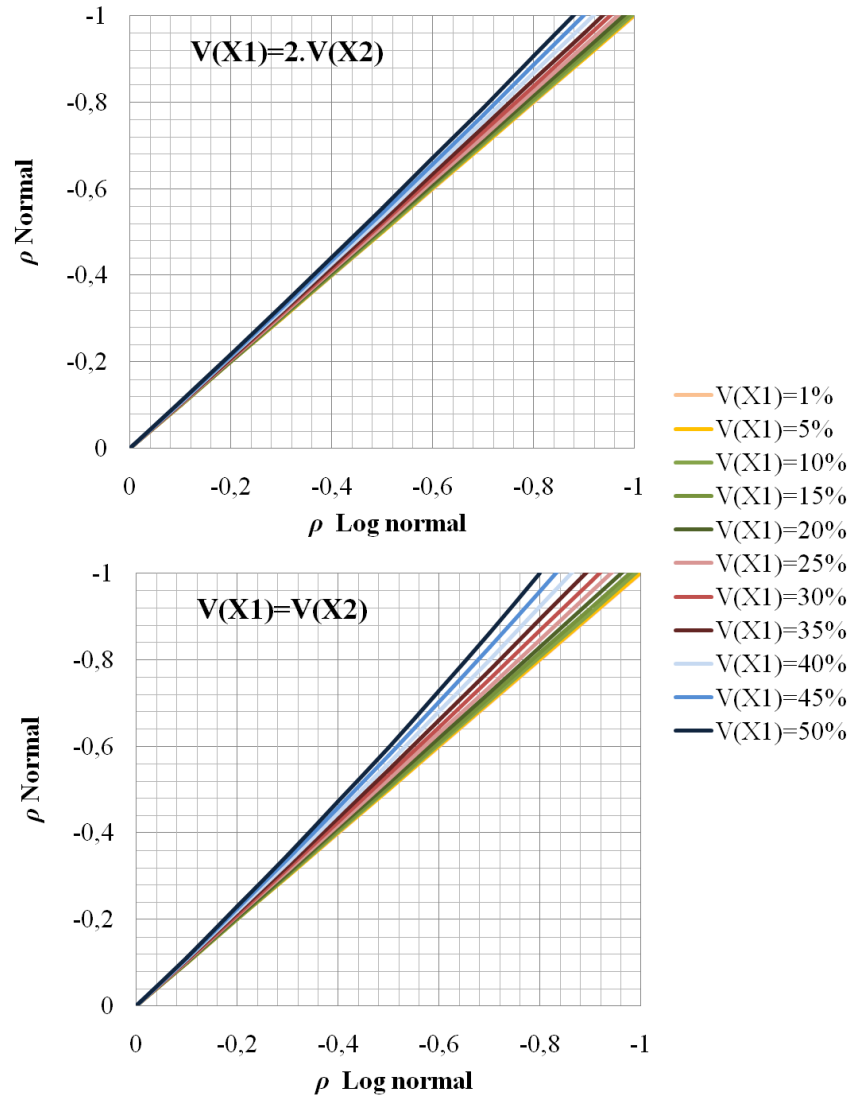 V(X1)=2.V(X2)
-1
-0,8
-0,6
-0,4
-0,2
0
ρ Normal
0 -0,2 -0,4 -0,6 -0,8 -1
ρ Log normal
V(X1)=V(X2)
-1
-0,8
-0,6
-0,4
-0,2
0
ρ Normal
0 -0,2 -0,4 -0,6 -0,8 -1
ρ Log normal
V(X1)=1%
V(X1)=5%
V(X1)=10%
V(X1)=15%
V(X1)=20%
V(X1)=25%
V(X1)=30%
V(X1)=35%
V(X1)=40%
V(X1)=45%
V(X1)=50%